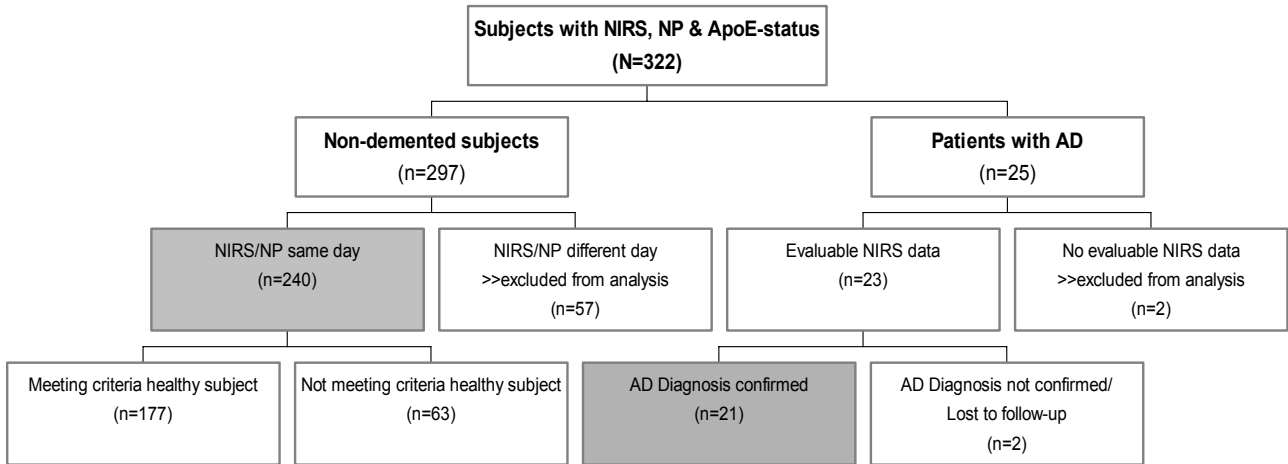 Subjects with NIRS, NP & ApoE-status
(N=322)
Non-demented subjects
(n=297)
Patients with AD
(n=25)
NIRS/NP same day
(n=240)
NIRS/NP different day
>>excluded from analysis
(n=57)
Evaluable NIRS data
(n=23)
No evaluable NIRS data
>>excluded from analysis
(n=2)
Meeting criteria healthy subject
(n=177)
Not meeting criteria healthy subject
(n=63)
AD Diagnosis confirmed
(n=21)
AD Diagnosis not confirmed/
Lost to follow-up
(n=2)